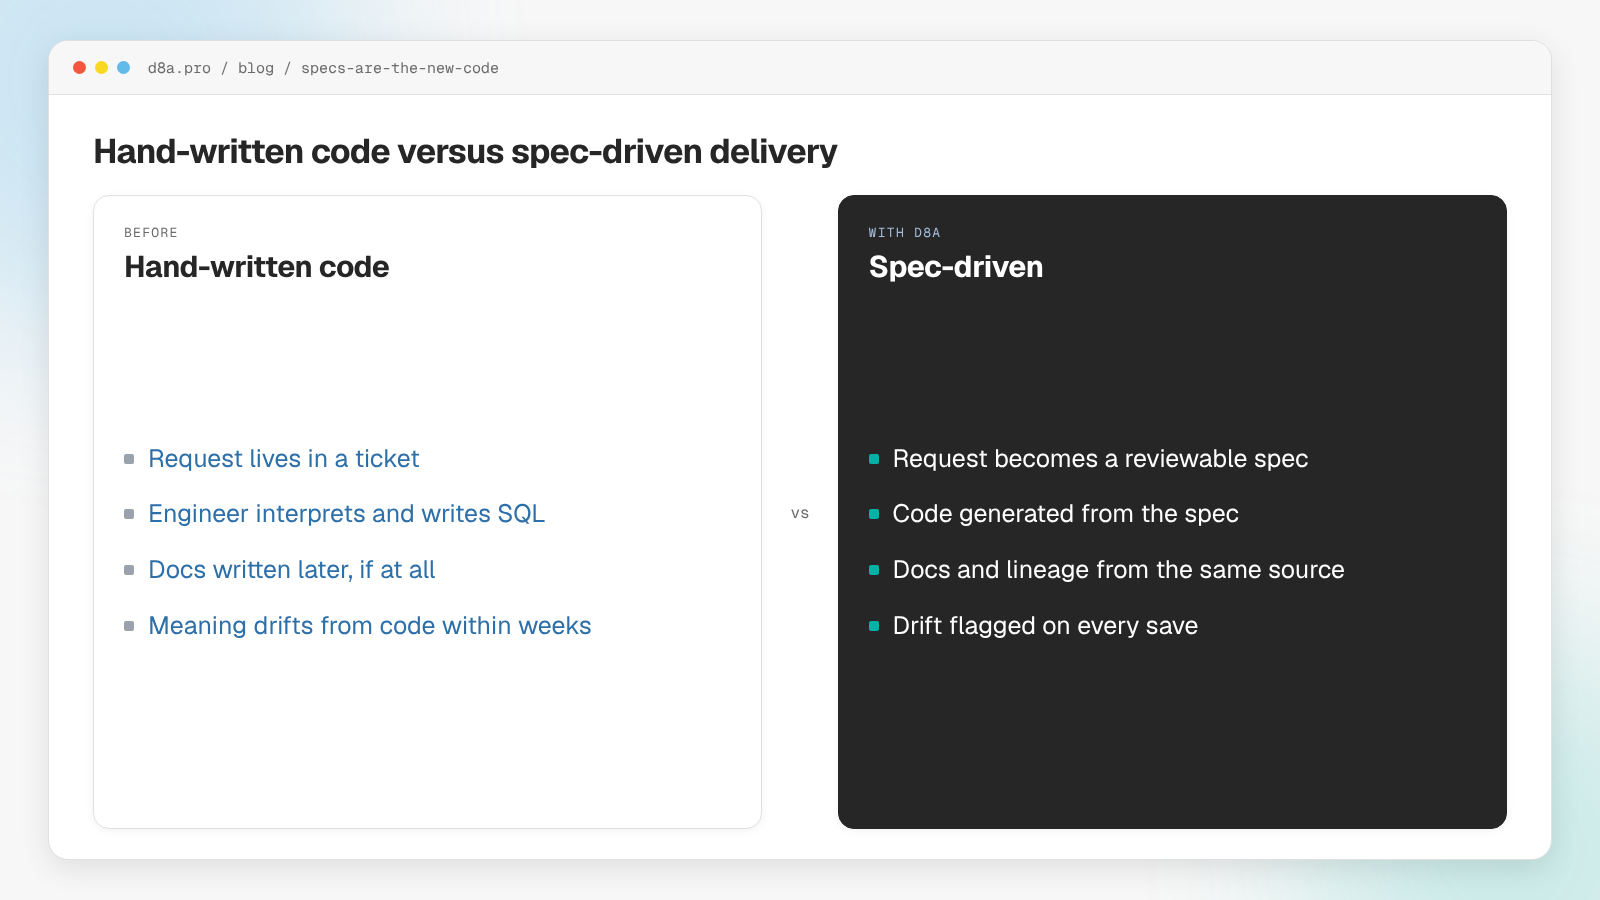 d8a.pro / blog / specs-are-the-new-code
Hand-written code versus spec-driven delivery
BEFORE
Hand-written code
Request lives in a ticket
Engineer interprets and writes SQL
Docs written later, if at all
Meaning drifts from code within weeks
vs
WITH D8A
Spec-driven
Request becomes a reviewable spec
Code generated from the spec
Docs and lineage from the same source
Drift flagged on every save